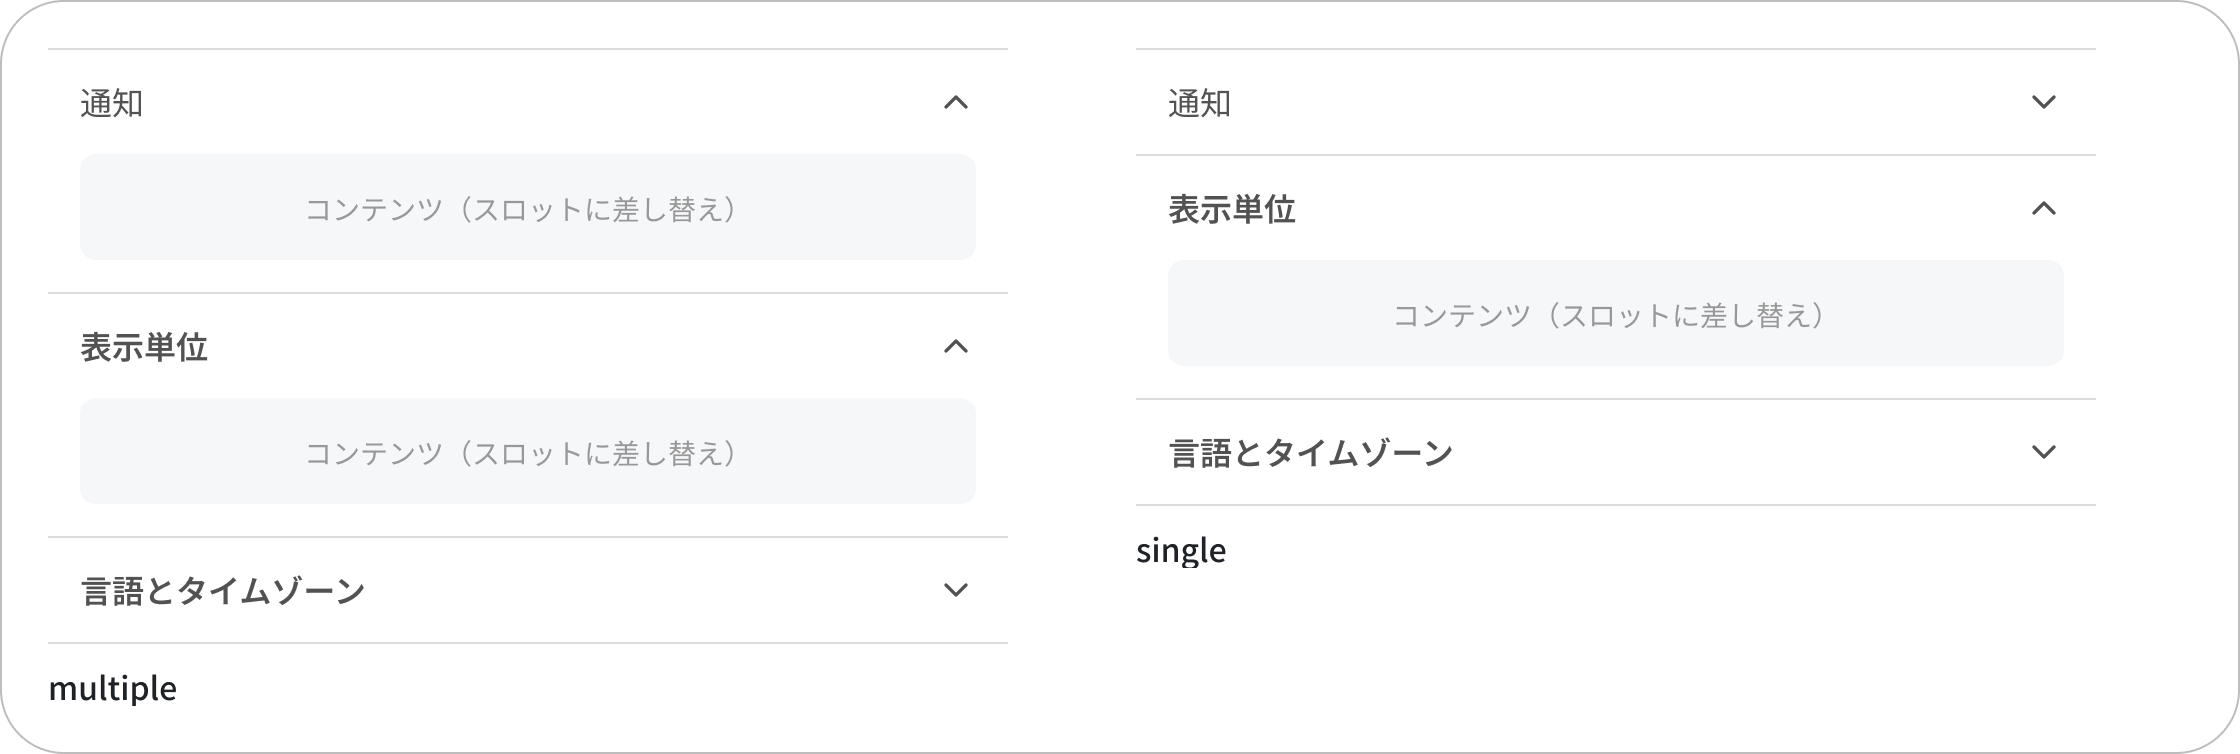 通知
コンテンツ（スロットに差し替え）
表示単位
コンテンツ（スロットに差し替え）
言語とタイムゾーン
multiple
通知
表示単位
コンテンツ（スロットに差し替え）
言語とタイムゾーン
single